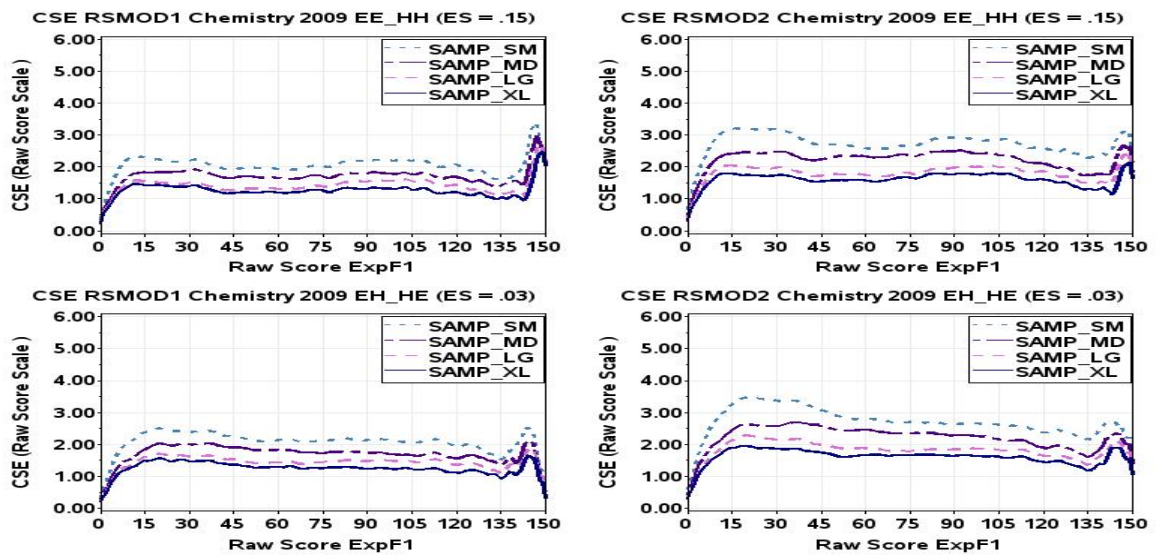 CSE RSMOD1 Chemistry 2009 EE_HH (ES = .15)
6.00
5.00
4.00
3.00
2.00
1.00
0.00
CSE (Raw Score Scale)
SAMP_SM
SAMP_MD
SAMP_LG
SAMP_XL
0 15 30 45 60 75 90 105 120 135 150
Raw Score ExpF1
CSE RSMOD2 Chemistry 2009 EE_HH (ES = .15)
6.00
5.00
4.00
3.00
2.00
1.00
0.00
CSE (Raw Score Scale)
SAMP_SM
SAMP_MD
SAMP_LG
SAMP_XL
0 15 30 45 60 75 90 105 120 135 150
Raw Score ExpF1
CSE RSMOD1 Chemistry 2009 EH_HE (ES = .03)
6.00
5.00
4.00
3.00
2.00
1.00
0.00
CSE (Raw Score Scale)
SAMP_SM
SAMP_MD
SAMP_LG
SAMP_XL
0 15 30 45 60 75 90 105 120 135 150
Raw Score ExpF1
CSE RSMOD2 Chemistry 2009 EH_HE (ES = .03)
6.00
5.00
4.00
3.00
2.00
1.00
0.00
CSE (Raw Score Scale)
SAMP_SM
SAMP_MD
SAMP_LG
SAMP_XL
0 15 30 45 60 75 90 105 120 135 150
Raw Score ExpF1